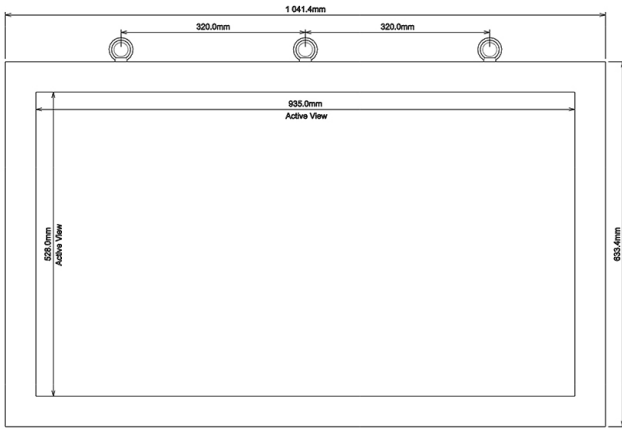 1 041.4mm
320.0mm
320.0mm
935.0mm
Active View
528.0mm
Active View
633.4mm